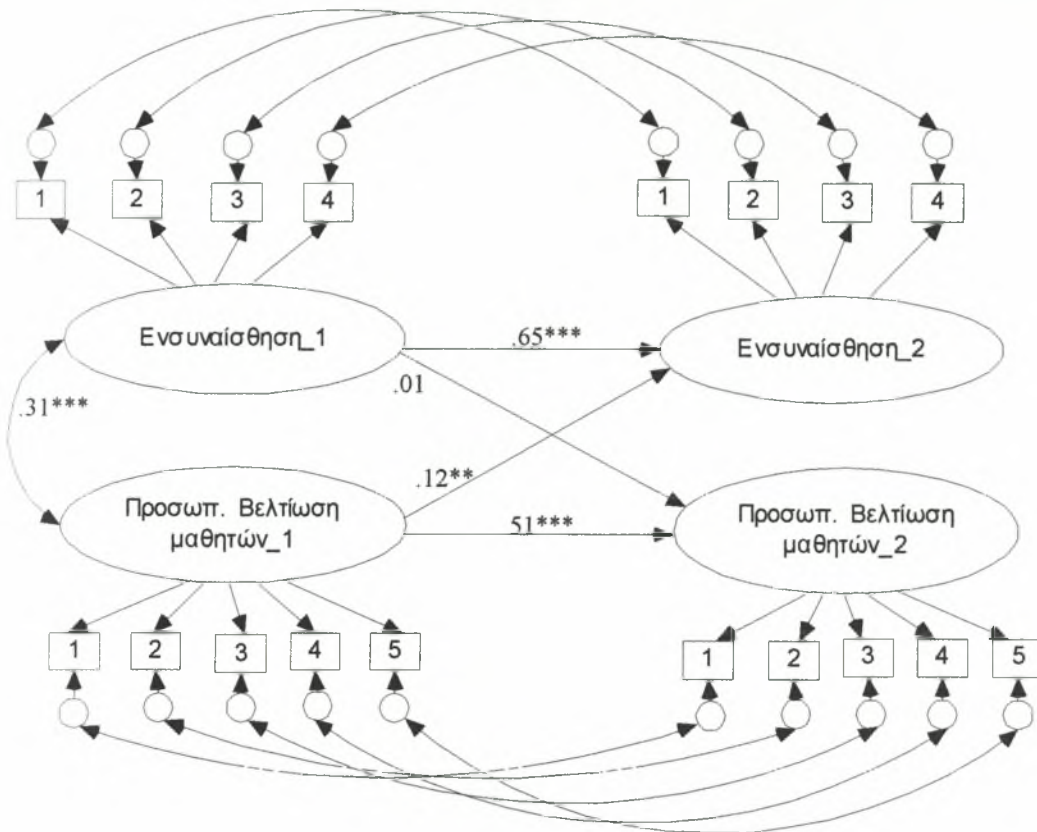 1 2 3 4 1 2 3 4
Ενσυναίσθηση_1
.65***
Ενσυναίσθηση_2
.01
.31***
.12**
Προσωπ. Βελτίωση
μαθητών_1
51***
Προσωπ. Βελτίωση
μαθητών_2
1 2 3 4 5 1 2 3 4 5